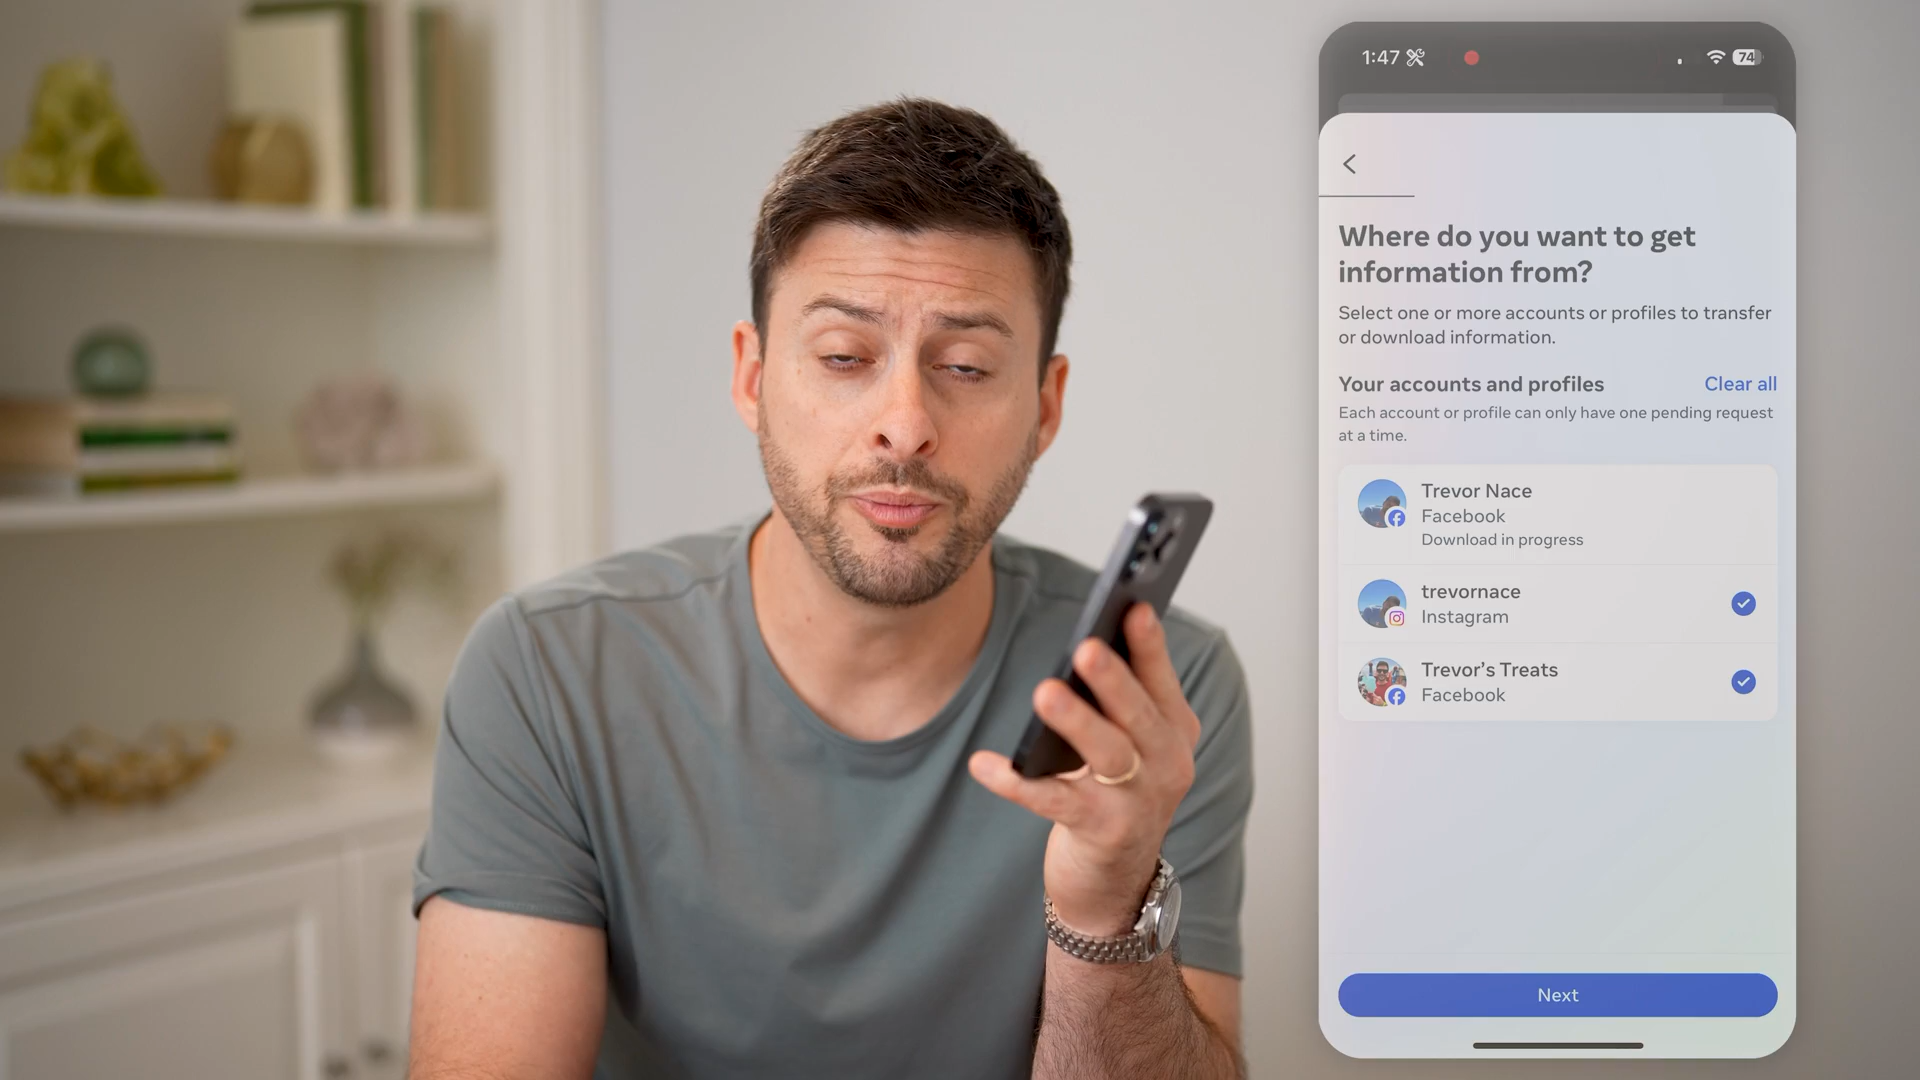 1:47
74
Where do you want to get
information from?
Select one or more accounts or profiles to transfer
or download information.
Your accounts and profiles
Clear all
Each account or profile can only have one pending request
at a time.
Trevor Nace
Facebook
Download in progress
trevornace
Instagram
Trevor’s Treats
Facebook
Next